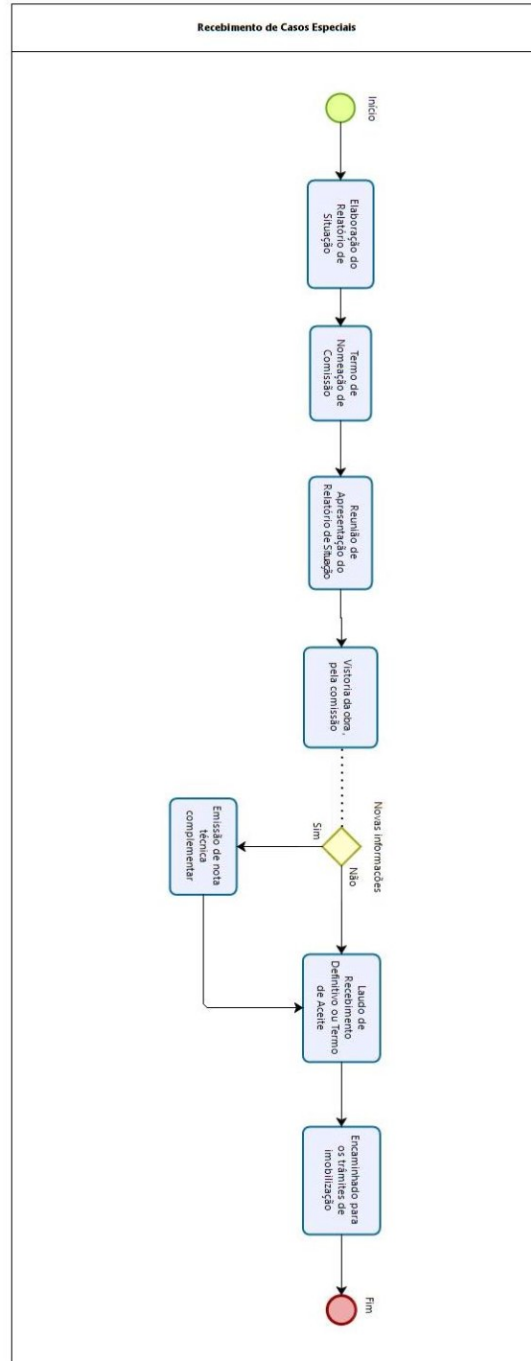 Recebimento de Casos Especiais
Início
Elaboração do
Relatório de
Situação
Termo de
Nomeação de
Comissão
Reunião de
Apresentação do
Relatório de Situação
Vistoria da obra ,
pela comissão
Novas informações
Sim
Não
Emissão de nota
técnica
complementar
Laudo de
Recebimento
Definitivo ou Termo
de Aceite
Encaminhado para
os trâmites de
imobilização
Fim